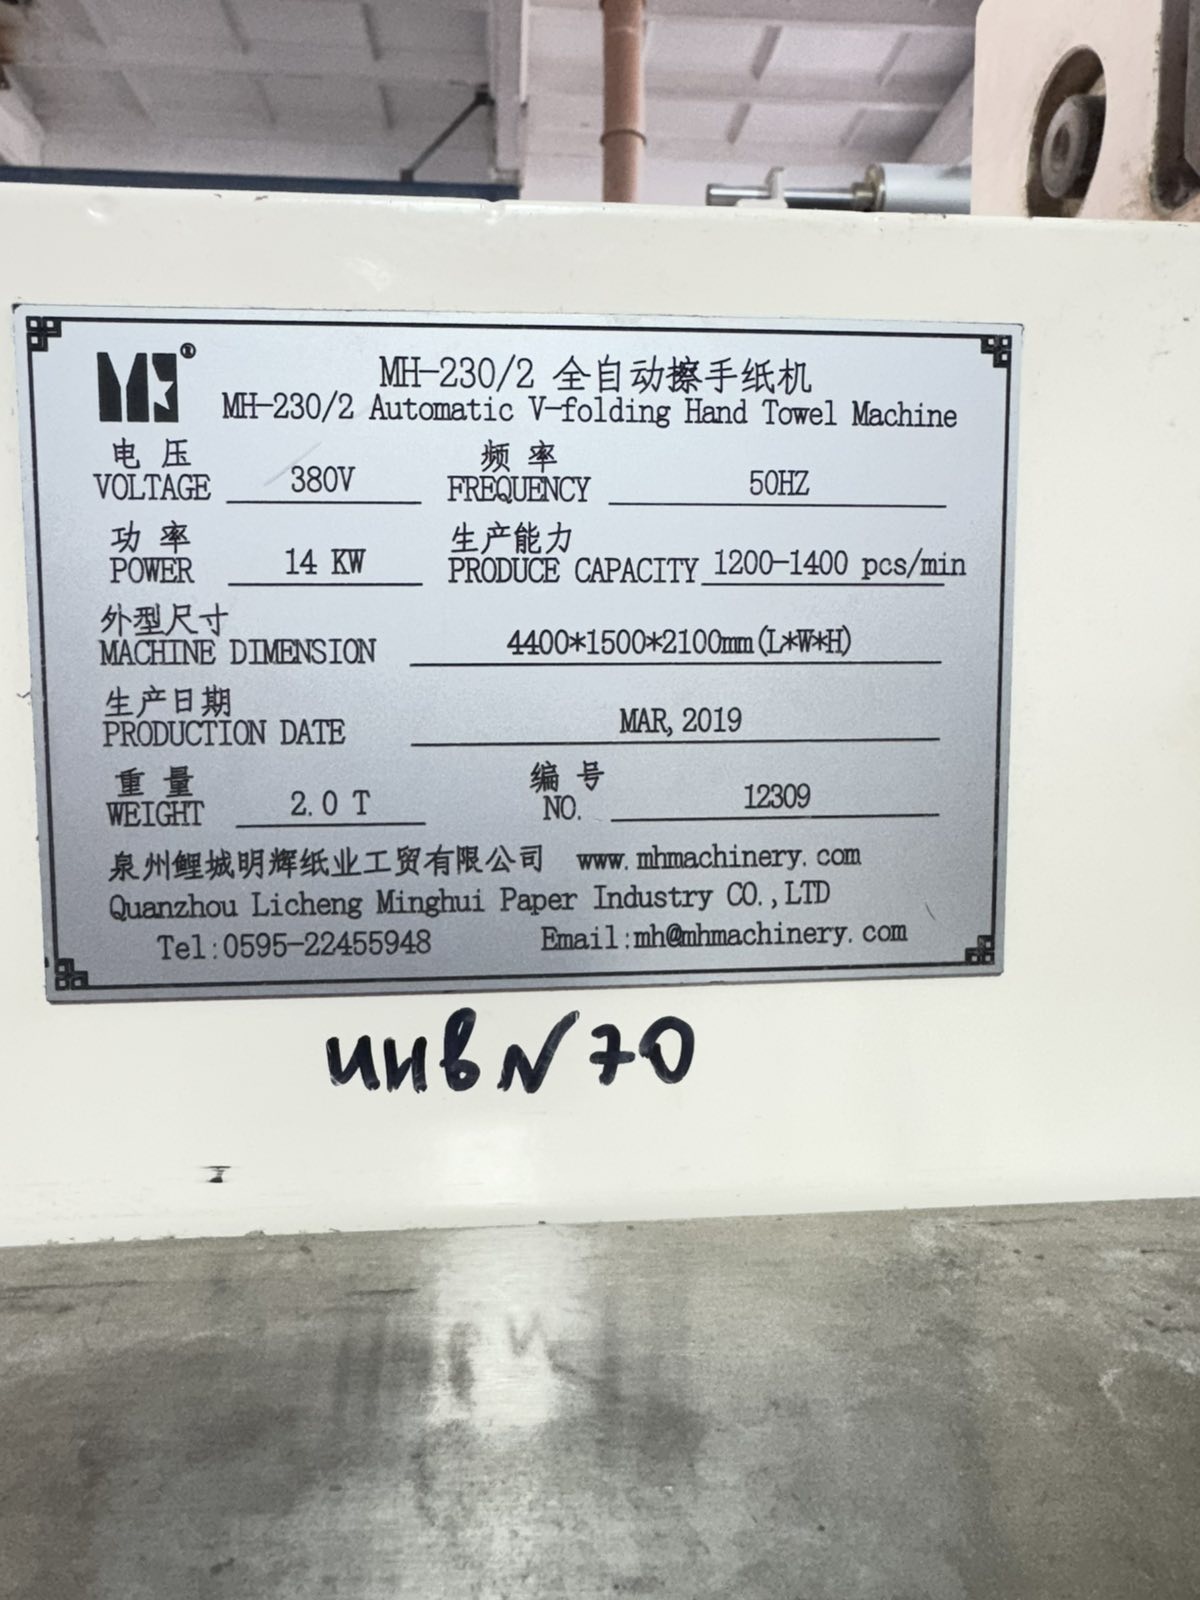 MH®
MH-230/2 全自动擦手纸机
MH-230/2 Automatic V-folding Hand Towel Machine
电压 频率
VOLTAGE 380V FREQUENCY 50HZ
功率 生产能力
POWER 14 KW PRODUCE CAPACITY 1200-1400 pcs/min
外型尺寸
MACHINE DIMENSION 4400*1500*2100mm(L*W*H)
生产日期
PRODUCTION DATE MAR, 2019
重量 编号
WEIGHT 2.0 T NO. 12309
泉州鲤城明辉纸业工贸有限公司 www.mhmachinery.com
Quanzhou Licheng Minghui Paper Industry CO.,LTD
Tel:0595-22455948 Email:mh@mhmachinery.com
инв N 70